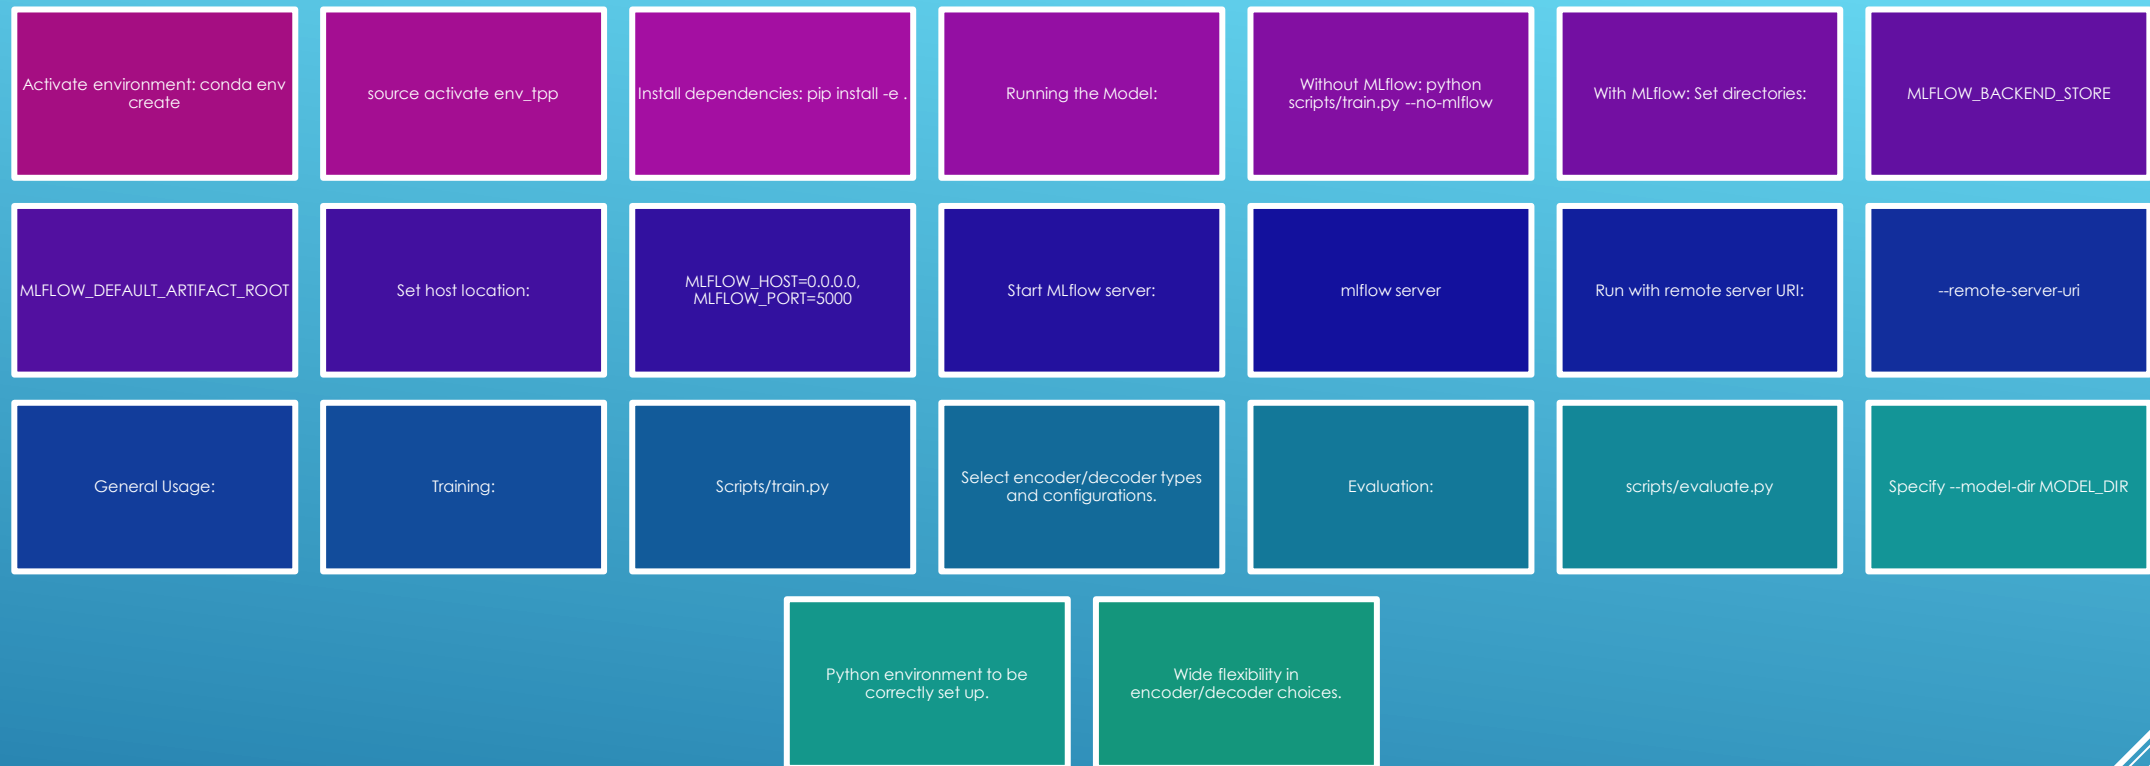 Activate environment: conda env
create
source activate env_tpp
Install dependencies: pip install -e .
Running the Model:
Without MLflow: python
scripts/train.py --no-mlflow
With MLflow: Set directories:
MLFLOW_BACKEND_STORE
MLFLOW_DEFAULT_ARTIFACT_ROOT
Set host location:
MLFLOW_HOST=0.0.0.0,
MLFLOW_PORT=5000
Start MLflow server:
mlflow server
Run with remote server URI:
--remote-server-uri
General Usage:
Training:
Scripts/train.py
Select encoder/decoder types
and configurations.
Evaluation:
scripts/evaluate.py
Specify --model-dir MODEL_DIR
Python environment to be
correctly set up.
Wide flexibility in
encoder/decoder choices.